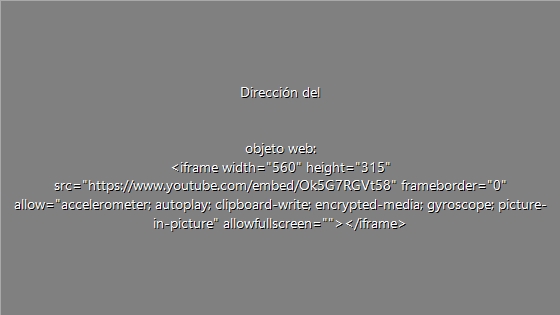 Dirección del
objeto web:
<iframe width="560" height="315"
src="https://www.youtube.com/embed/Ok5G7RGVt58" frameborder="0"
allow="accelerometer; autoplay; clipboard-write; encrypted-media; gyroscope; picture-
in-picture" allowfullscreen=""></iframe>